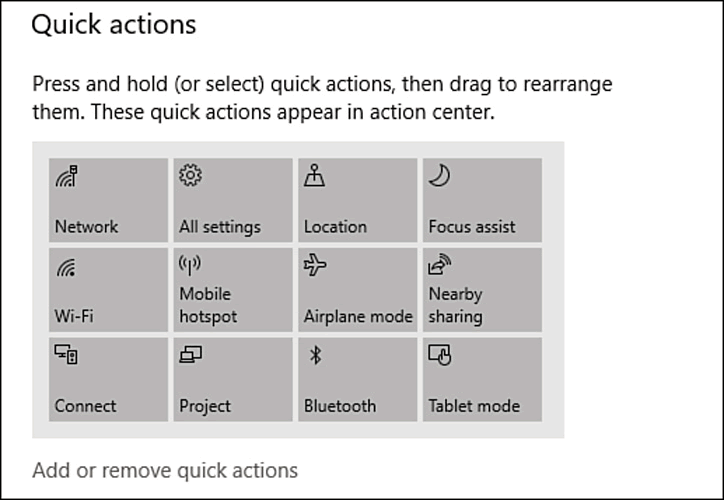 Quick actions
Press and hold (or select) quick actions, then drag to rearrange
them. These quick actions appear in action center.
Network
All settings
Location
Focus assist
Wi-Fi
Mobile
hotspot
Airplane mode
Nearby
sharing
Connect
Project
Bluetooth
Tablet mode
Add or remove quick actions